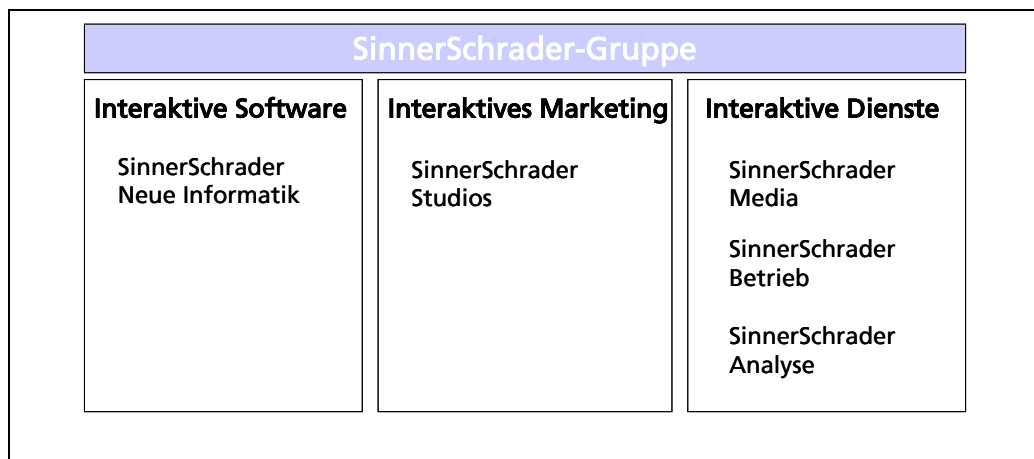 SinnerSchrader-Gruppe
Interaktive Software
SinnerSchrader
Neue Informatik
Interaktives Marketing
SinnerSchrader
Studios
Interaktive Dienste
SinnerSchrader
Media
SinnerSchrader
Betrieb
SinnerSchrader
Analyse